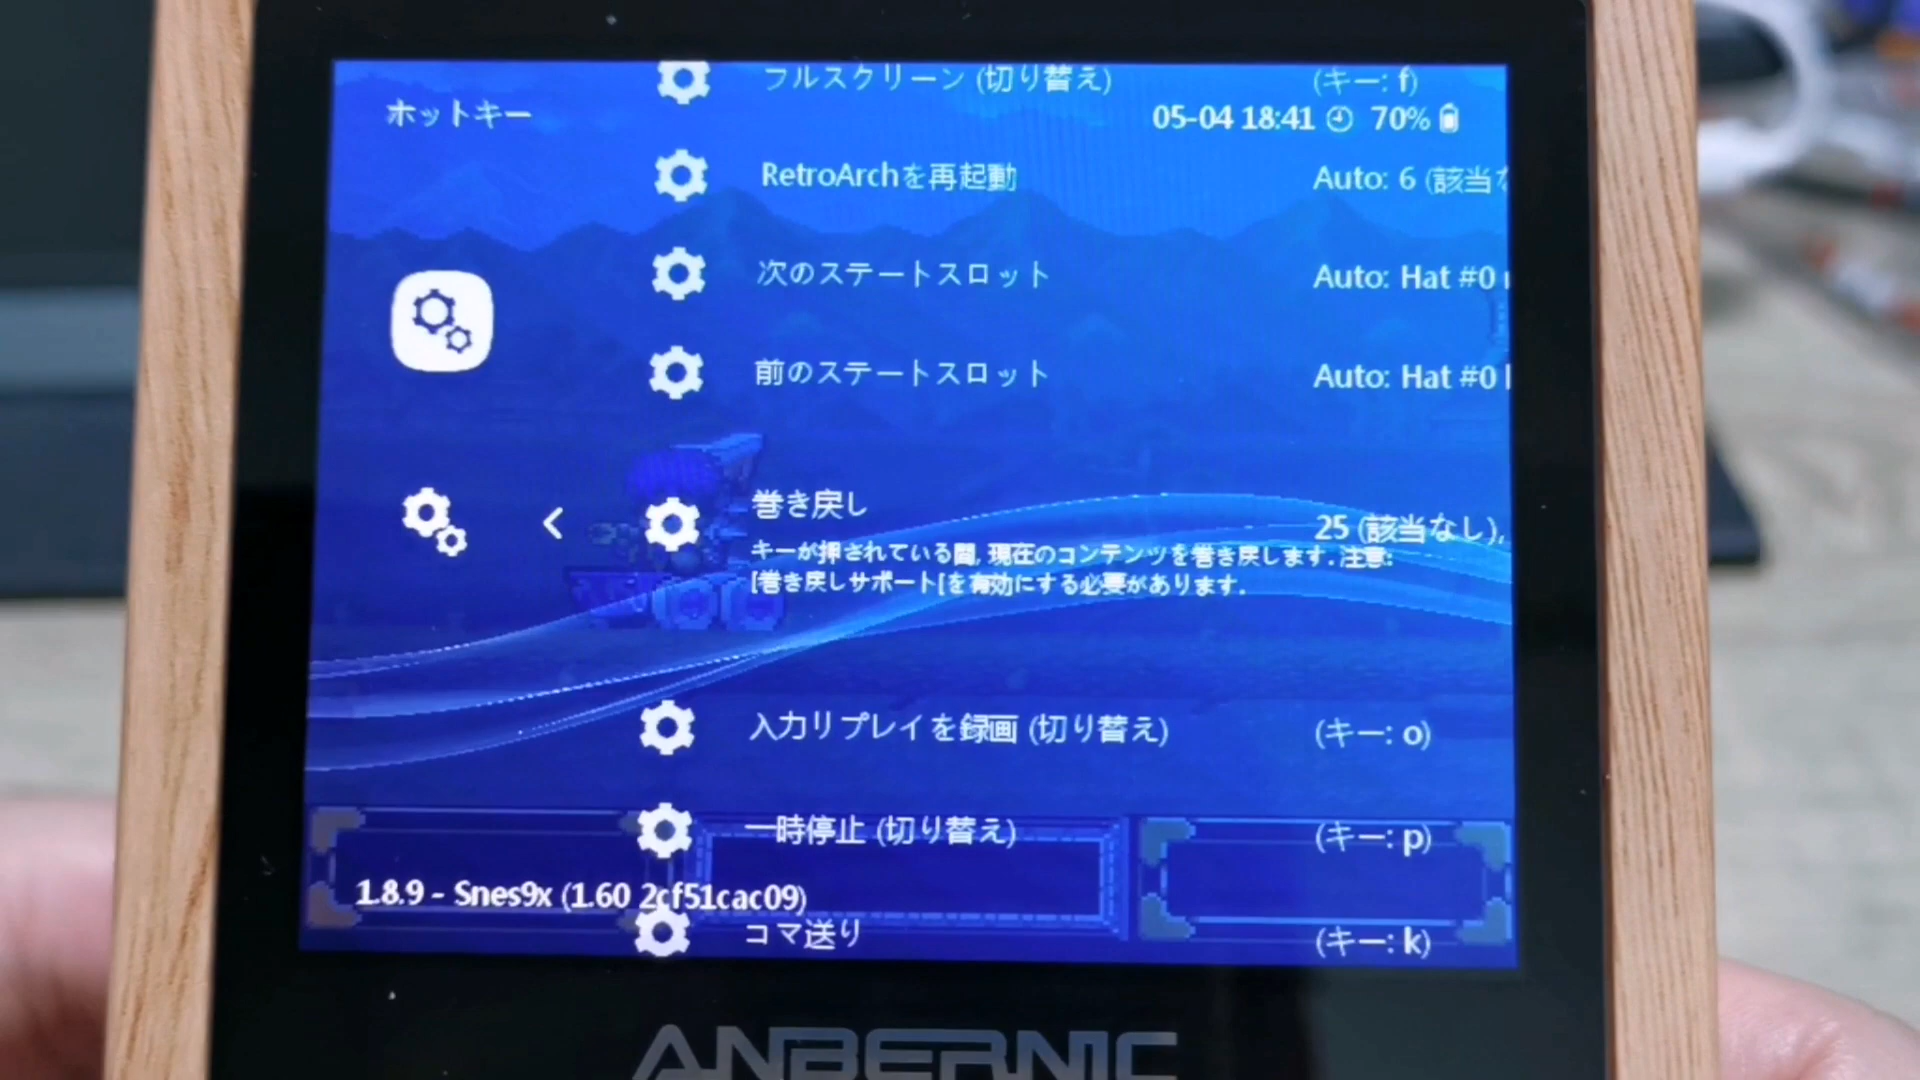 フルスクリーン (切り替え) (キー: f)
ホットキー 05-04 18:41 70%
RetroArchを再起動 Auto: 6 (該当な
次のステートスロット Auto: Hat #0
前のステートスロット Auto: Hat #0
巻き戻し 25 (該当なし),
キーが押されている間, 現在のコンテンツを巻き戻します. 注意:
[巻き戻しサポート[を有効にする必要があります.
入力リプレイを録画 (切り替え) (キー: o)
一時停止 (切り替え) (キー: p)
1.8.9 - Snes9x (1.60 2cf51cac09)
コマ送り (キー: k)
ANBERNIC